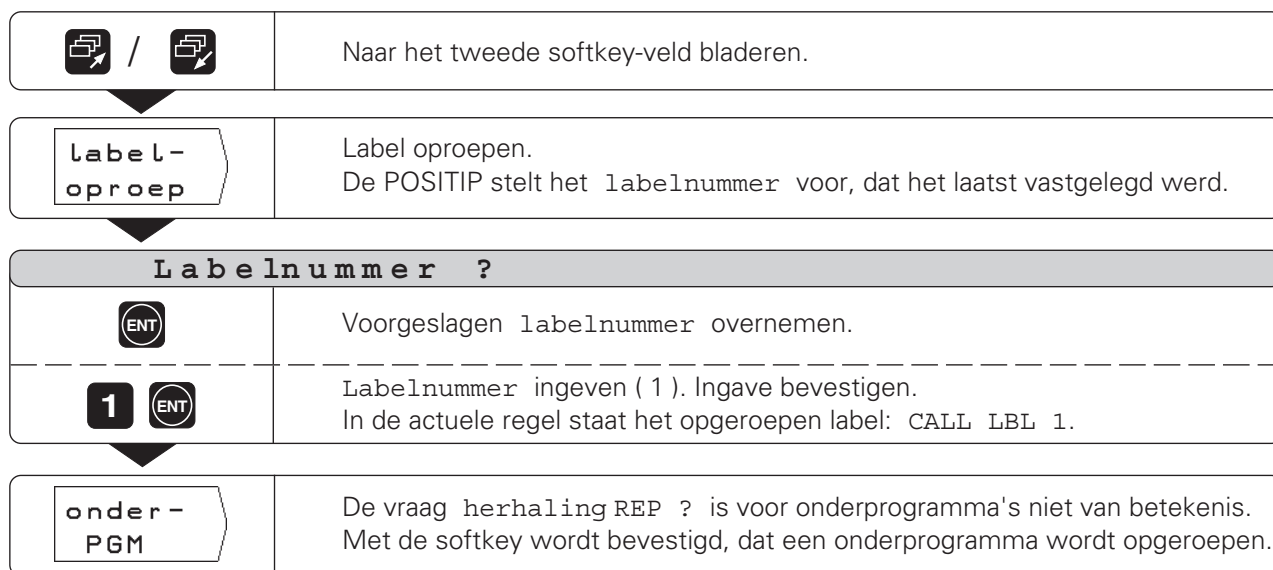 /
Naar het tweede softkey-veld bladeren.
label-
oproep
Label oproepen.
De POSITIP stelt het labelnummer voor, dat het laatst vastgelegd werd.
Labelnummer ?
ENT
Voorgeslagen labelnummer overnemen.
1 ENT
Labelnummer ingeven ( 1 ). Ingave bevestigen.
In de actuele regel staat het opgeroepen label: CALL LBL 1.
onder-
PGM
De vraag herhaling REP ? is voor onderprogramma's niet van betekenis.
Met de softkey wordt bevestigd, dat een onderprogramma wordt opgeroepen.